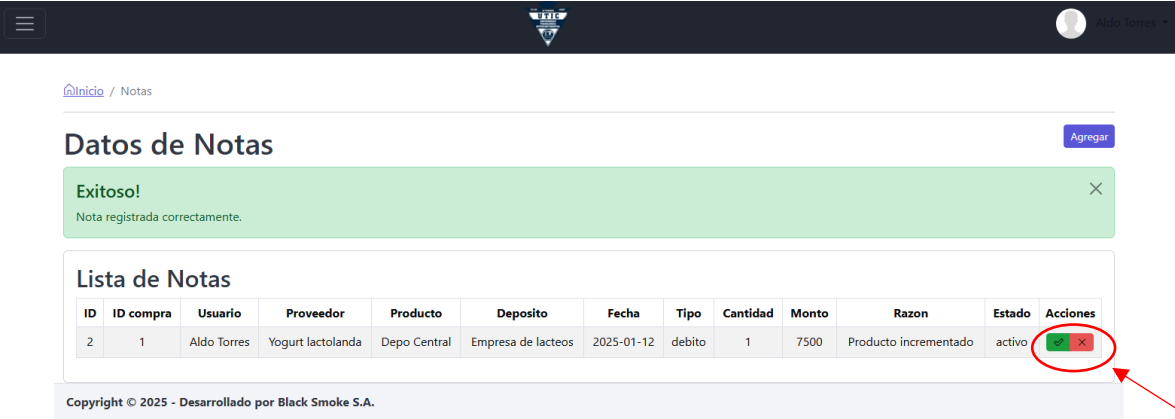 UTIC
Aldo Torres
Inicio / Notas
Datos de Notas
Agregar
Exitoso!
Nota registrada correctamente.
Lista de Notas
ID ID compra Usuario Proveedor Producto Deposito Fecha Tipo Cantidad Monto Razon Estado Acciones
2 1 Aldo Torres Yogurt lactolanda Depo Central Empresa de lacteos 2025-01-12 debito 1 7500 Producto incrementado activo
Copyright © 2025 - Desarrollado por Black Smoke S.A.